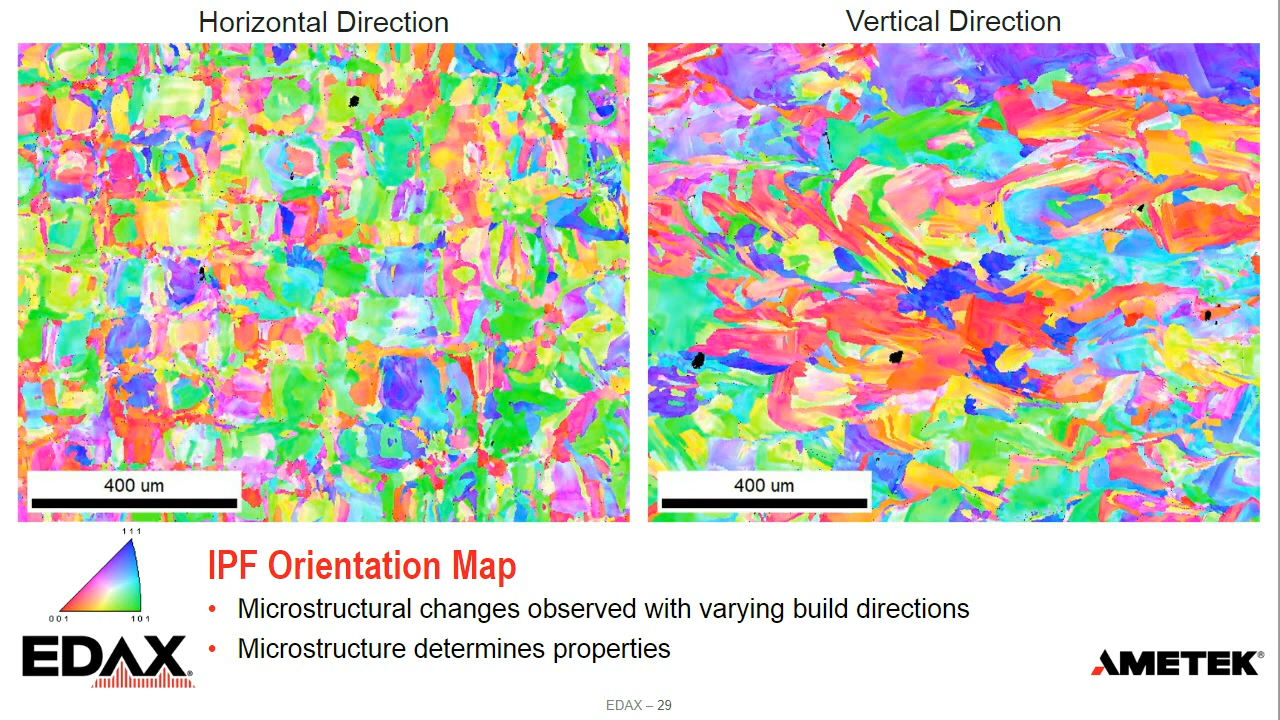 Horizontal Direction
Vertical Direction
400 um
400 um
111
001
101
IPF Orientation Map
• Microstructural changes observed with varying build directions
• Microstructure determines properties
EDAX®
AMETEK®
EDAX – 29